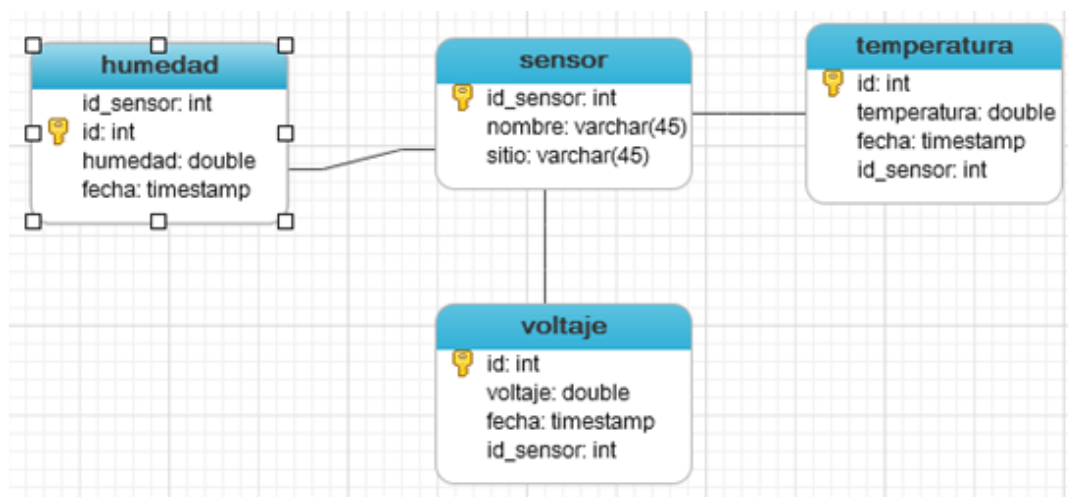 humedad
id_sensor: int
id: int
humedad: double
fecha: timestamp
sensor
id_sensor: int
nombre: varchar(45)
sitio: varchar(45)
temperatura
id: int
temperatura: double
fecha: timestamp
id_sensor: int
voltaje
id: int
voltaje: double
fecha: timestamp
id_sensor: int